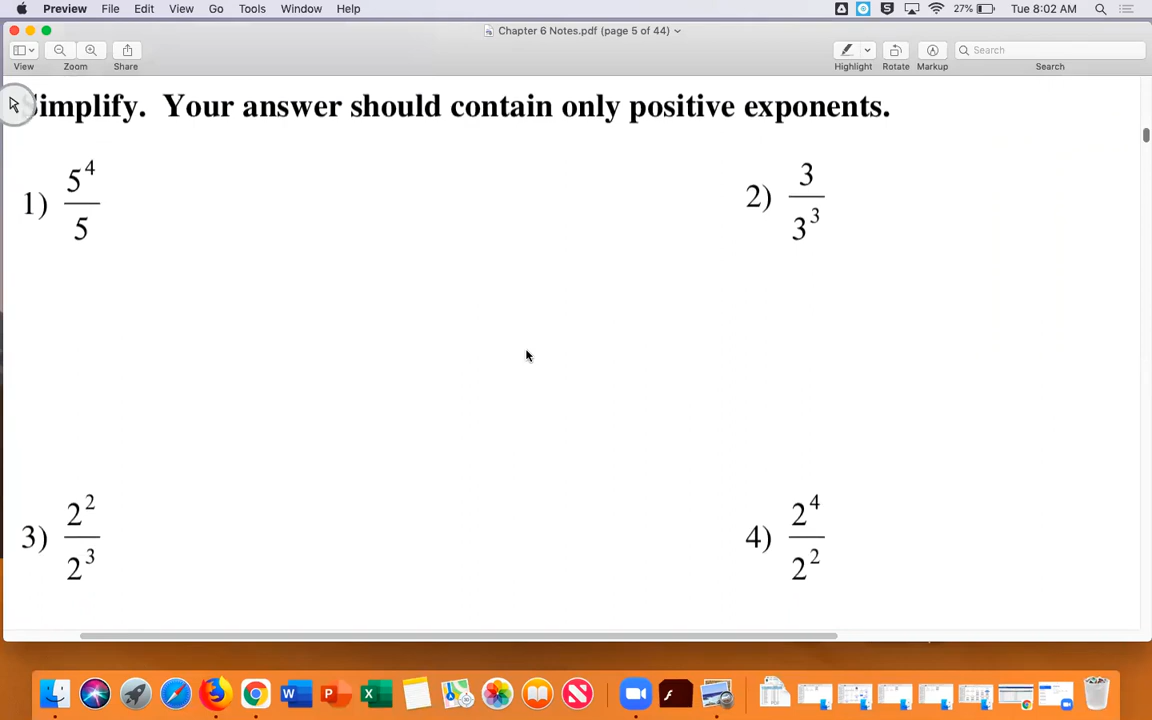 Preview File Edit View Go Tools Window Help 27% Tue 8:02 AM
Chapter 6 Notes.pdf (page 5 of 44)
View Zoom Share Highlight Rotate Markup Search Search
Simplify. Your answer should contain only positive exponents.
1) 5^4/5
2) 3/3^3
3) 2^2/2^3
4) 2^4/2^2